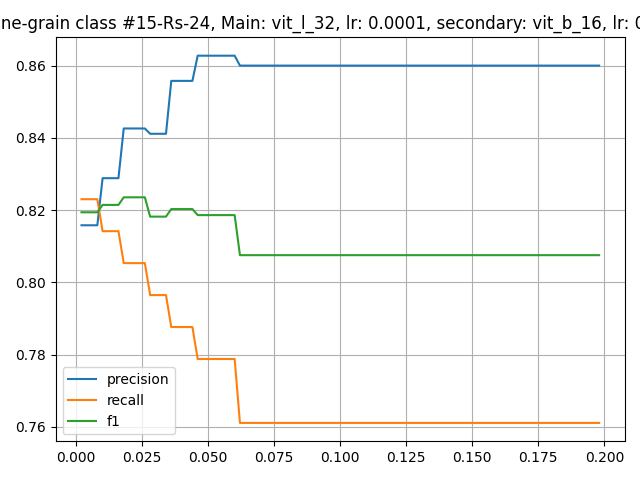 ne-grain class #15-Rs-24, Main: vit_l_32, lr: 0.0001, secondary: vit_b_16, lr: 0
0.86
0.84
0.82
0.80
0.78
0.76
precision
recall
f1
0.000 0.025 0.050 0.075 0.100 0.125 0.150 0.175 0.200